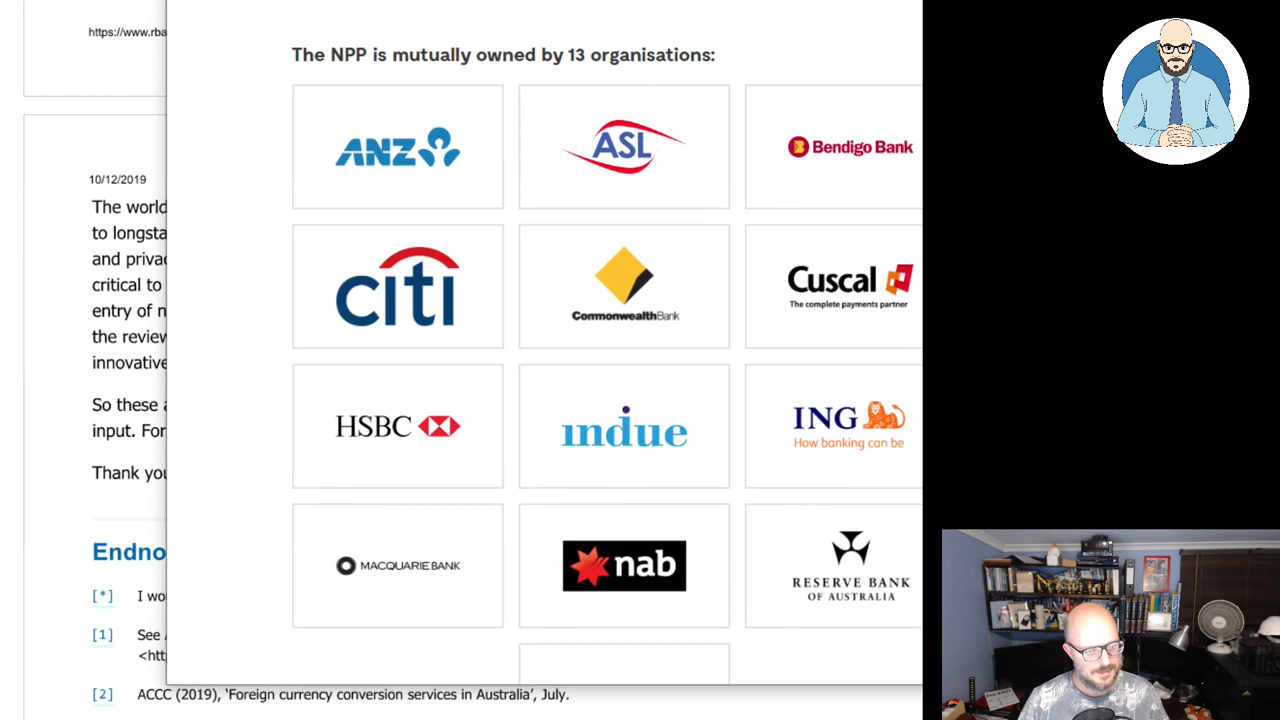 https://www.rba
The NPP is mutually owned by 13 organisations:
ANZ
ASL
Bendigo Bank
10/12/2019
The world
to longsta
and privac
critical to
entry of n
the review
innovative
citi
CommonwealthBank
Cuscal
The complete payments partner
So these a
input. For
Thank you
HSBC
indue
ING
How banking can be
Endno
MACQUARIE BANK
nab
RESERVE BANK
OF AUSTRALIA
[*] I wo
[1] See
<htt
[2] ACCC (2019), ‘Foreign currency conversion services in Australia’, July.